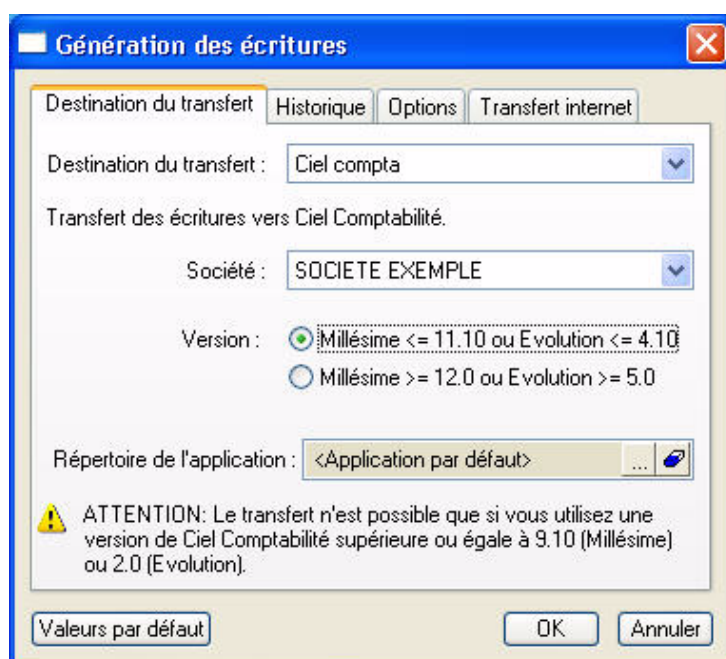 Génération des écritures
Destination du transfert Historique Options Transfert internet
Destination du transfert : Ciel compta
Transfert des écritures vers Ciel Comptabilité.
Société : SOCIETE EXEMPLE
Version : Millésime <= 11.10 ou Evolution <= 4.10
Millésime >= 12.0 ou Evolution >= 5.0
Répertoire de l'application : <Application par défaut> ...
ATTENTION: Le transfert n'est possible que si vous utilisez une
version de Ciel Comptabilité supérieure ou égale à 9.10 (Millésime)
ou 2.0 (Evolution).
Valeurs par défaut OK Annuler